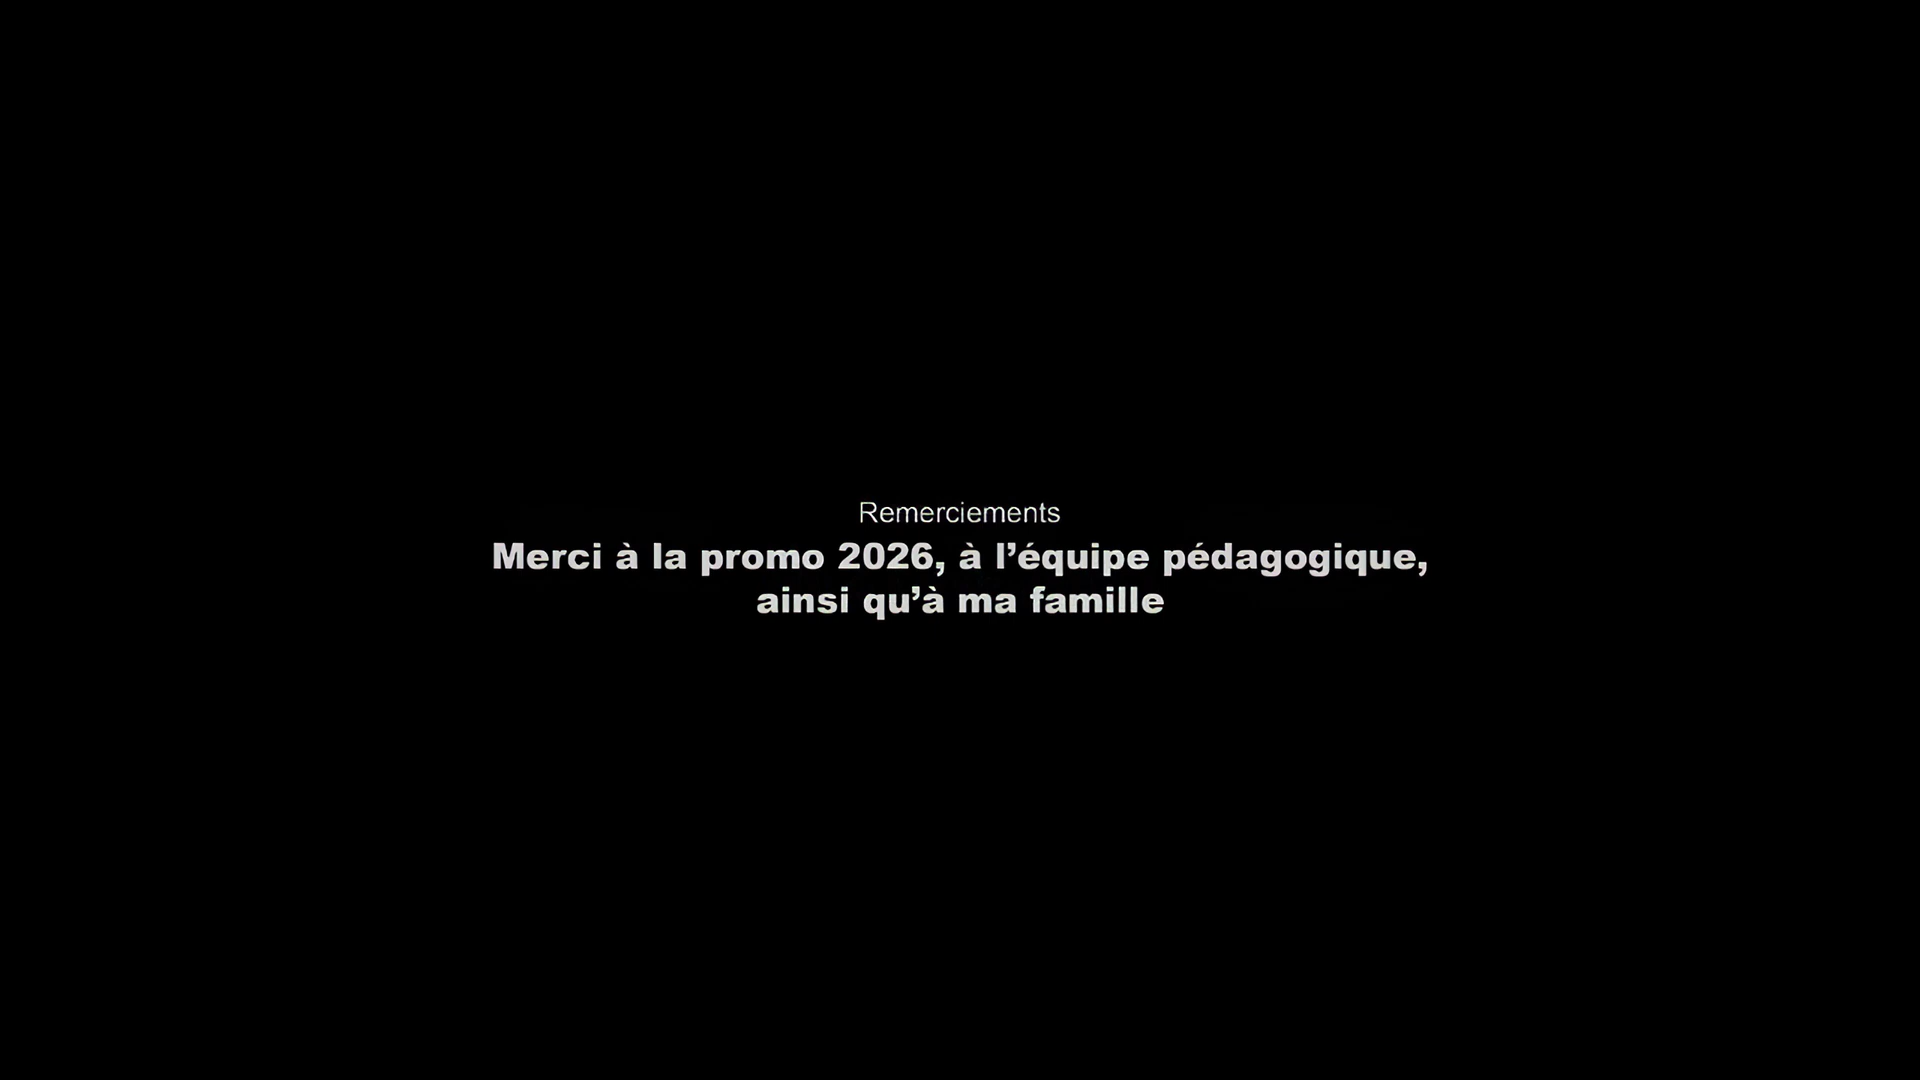 Remerciements
Merci à la promo 2026, à l’équipe pédagogique,
ainsi qu’à ma famille